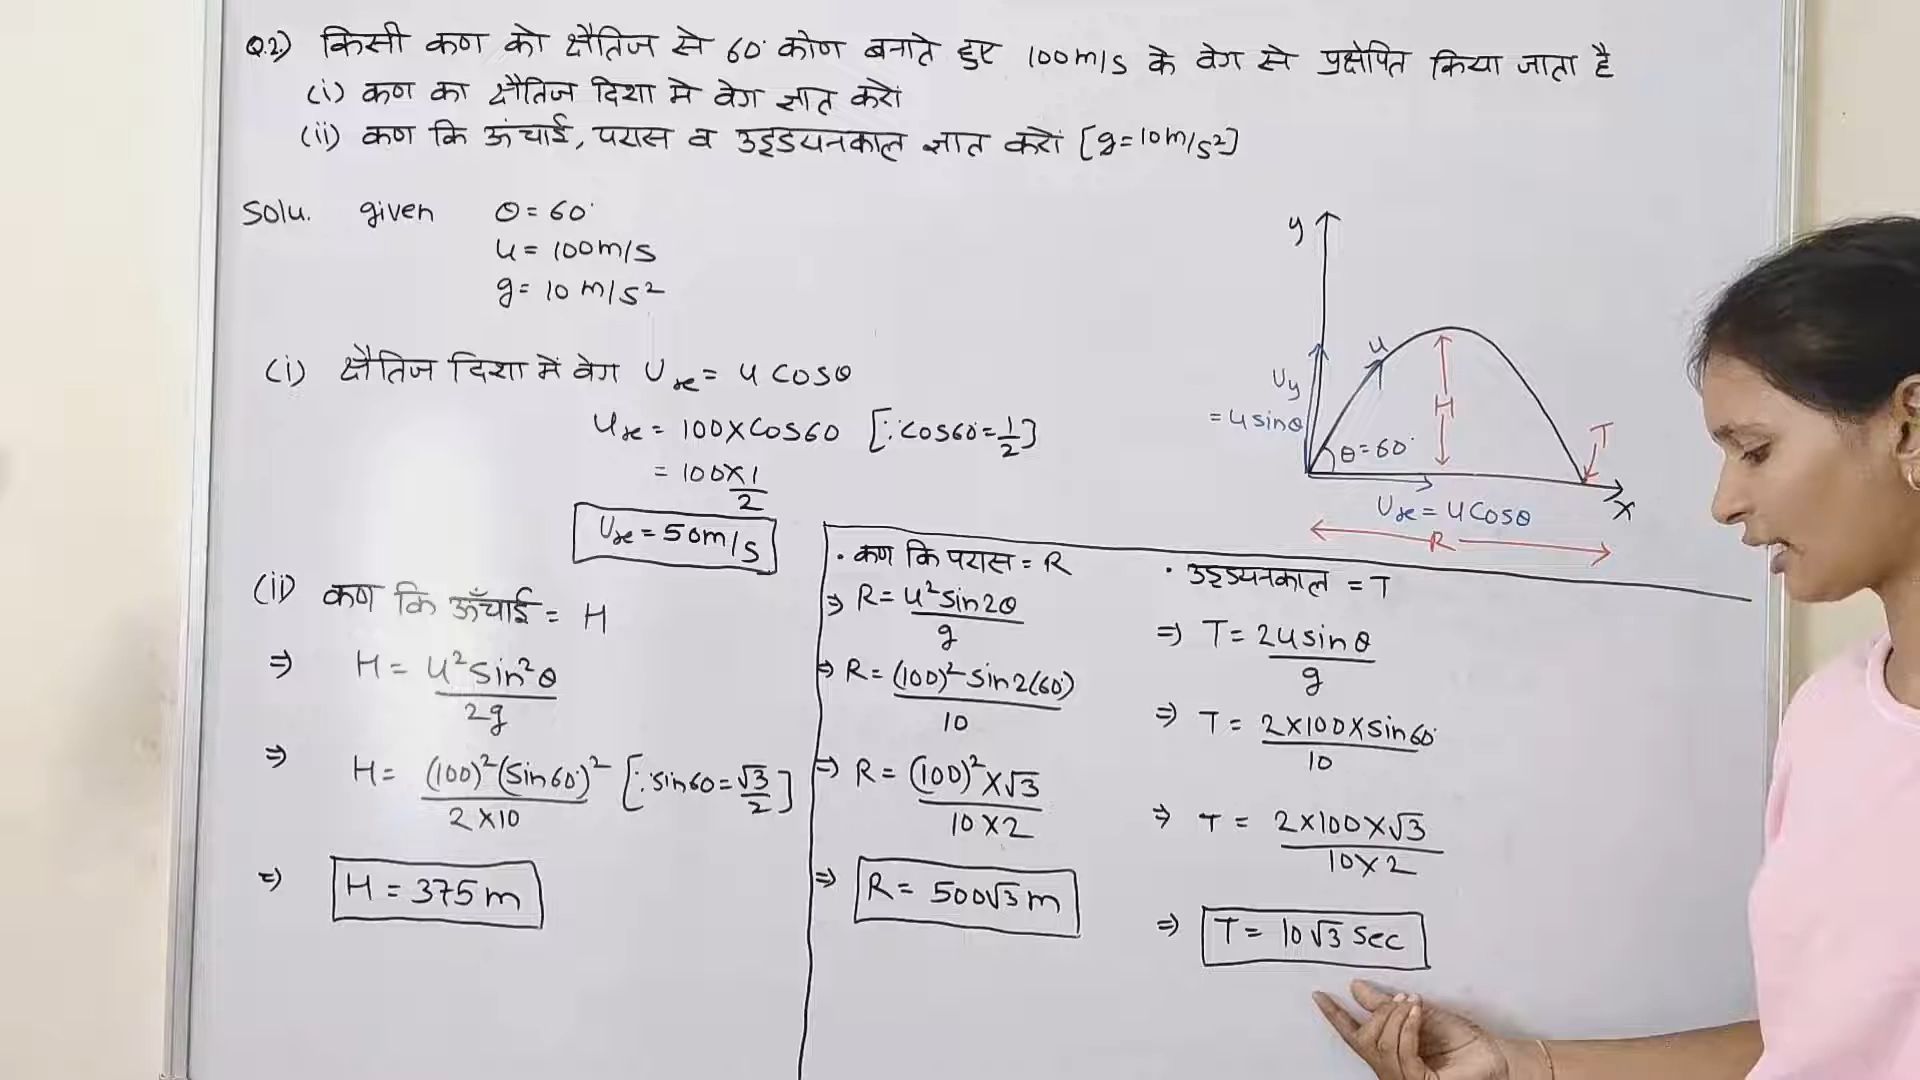 Q.2) किसी कण को क्षैतिज से 60° कोण बनाते हुए 100m/s के वेग से प्रक्षेपित किया जाता है
(i) कण का क्षैतिज दिशा मे वेग ज्ञात करों
(ii) कण कि ऊंचाई, परास व उड्डयनकाल ज्ञात करों [g=10m/s²]
Solu. given θ = 60°
u = 100m/s
g = 10 m/s²
(i) क्षैतिज दिशा में वेग Ux = u cosθ
Ux = 100×cos60 [∵cos60°=1/2]
= 100×1/2
Ux = 50m/s
(ii) कण कि ऊँचाई = H
⇒ H = u²sin²θ/2g
⇒ H = (100)²(sin60°)²/2×10 [∵sin60=√3/2]
⇒ H = 375m
• कण कि परास = R
⇒ R = u²sin2θ/g
⇒ R = (100)²sin2(60°)/10
⇒ R = (100)²×√3/10×2
⇒ R = 500√3m
• उड्डयनकाल = T
⇒ T = 2usinθ/g
⇒ T = 2×100×sin60°/10
⇒ T = 2×100×√3/10×2
⇒ T = 10√3 sec
y
u
Uy
= usinθ
H
T
θ=60°
Ux = ucosθ
X
R